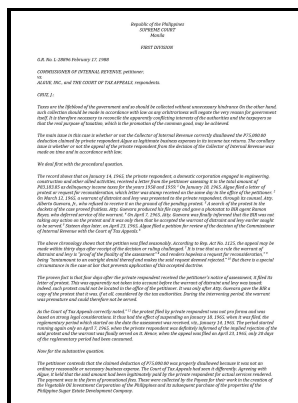 Republic of the Philippines
SUPREME COURT
Manila
FIRST DIVISION
G.R. No. L-28896 February 17, 1988
COMMISSIONER OF INTERNAL REVENUE, petitioner,
vs.
ALGUE, INC., and THE COURT OF TAX APPEALS, respondents.
CRUZ, J.:
Taxes are the lifeblood of the government and so should be collected without unnecessary hindrance On the other hand,
such collection should be made in accordance with law as any arbitrariness will negate the very reason for government
itself. It is therefore necessary to reconcile the apparently conflicting interests of the authorities and the taxpayers so
that the real purpose of taxation, which is the promotion of the common good, may be achieved.
The main issue in this case is whether or not the Collector of Internal Revenue correctly disallowed the P75,000.00
deduction claimed by private respondent Algue as legitimate business expenses in its income tax returns. The corollary
issue is whether or not the appeal of the private respondent from the decision of the Collector of Internal Revenue was
made on time and in accordance with law.
We deal first with the procedural question.
The record shows that on January 14, 1965, the private respondent, a domestic corporation engaged in engineering,
construction and other allied activities, received a letter from the petitioner assessing it in the total amount of
P83,183.85 as delinquency income taxes for the years 1958 and 1959. On January 18, 1965, Algue flied a letter of
protest or request for reconsideration, which letter was stamp received on the same day in the office of the petitioner.
On March 12, 1965, a warrant of distraint and levy was presented to the private respondent, through its counsel, Atty.
Alberto Guevara, Jr., who refused to receive it on the ground of the pending protest. A search of the protest in the
dockets of the case proved fruitless. Atty. Guevara produced his file copy and gave a photostat to BIR agent Ramon
Reyes, who deferred service of the warrant. On April 7, 1965, Atty. Guevara was finally informed that the BIR was not
taking any action on the protest and it was only then that he accepted the warrant of distraint and levy earlier sought
to be served. Sixteen days later, on April 23, 1965, Algue filed a petition for review of the decision of the Commissioner
of Internal Revenue with the Court of Tax Appeals.
The above chronology shows that the petition was filed seasonably. According to Rep. Act No. 1125, the appeal may be
made within thirty days after receipt of the decision or ruling challenged. It is true that as a rule the warrant of
distraint and levy is "proof of the finality of the assessment" and renders hopeless a request for reconsideration,"
being "tantamount to an outright denial thereof and makes the said request deemed rejected." But there is a special
circumstance in the case at bar that prevents application of this accepted doctrine.
The proven fact is that four days after the private respondent received the petitioner's notice of assessment, it filed its
letter of protest. This was apparently not taken into account before the warrant of distraint and levy was issued;
indeed, such protest could not be located in the office of the petitioner. It was only after Atty. Guevara gave the BIR a
copy of the protest that it was, if at all, considered by the tax authorities. During the intervening period, the warrant
was premature and could therefore not be served.
As the Court of Tax Appeals correctly noted," the protest filed by private respondent was not pro forma and was
based on strong legal considerations. It thus had the effect of suspending on January 18, 1965, when it was filed, the
reglementary period which started on the date the assessment was received, viz., January 14, 1965. The period started
running again only on April 7, 1965, when the private respondent was definitely informed of the implied rejection of the
said protest and the warrant was finally served on it. Hence, when the appeal was filed on April 23, 1965, only 20 days
of the reglementary period had been consumed.
Now for the substantive question.
The petitioner contends that the claimed deduction of P75,000.00 was properly disallowed because it was not an
ordinary reasonable or necessary business expense. The Court of Tax Appeals had seen it differently. Agreeing with
Algue, it held that the said amount had been legitimately paid by the private respondent for actual services rendered.
The payment was in the form of promotional fees. These were collected by the Payees for their work in the creation of
the Vegetable Oil Investment Corporation of the Philippines and its subsequent purchase of the properties of the
Philippine Sugar Estate Development Company.